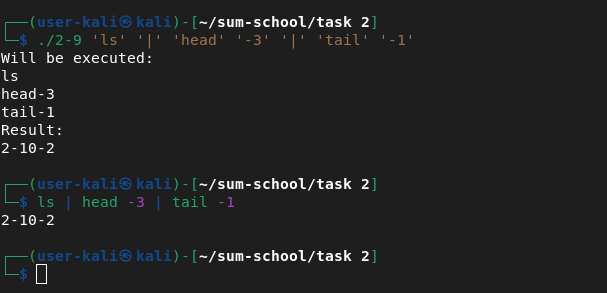 ┌──(user-kali㉿kali)-[~/sum-school/task 2]
└─$ ./2-9 'ls' '|' 'head' '-3' '|' 'tail' '-1'
Will be executed:
ls
head-3
tail-1
Result:
2-10-2
┌──(user-kali㉿kali)-[~/sum-school/task 2]
└─$ ls | head -3 | tail -1
2-10-2
┌──(user-kali㉿kali)-[~/sum-school/task 2]
└─$